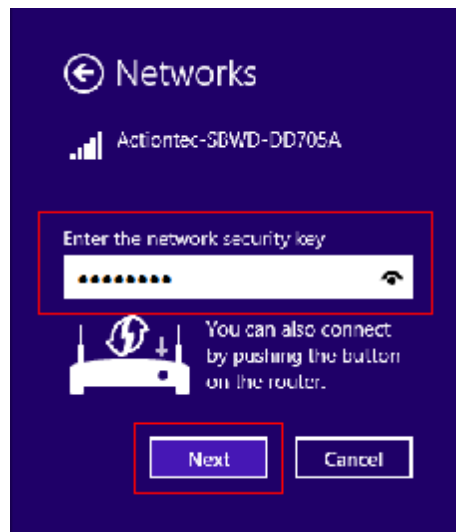 Networks
Actiontec-SBWD-DD705A
Enter the network security key
••••••••
You can also connect
by pushing the button
on the router.
Next Cancel